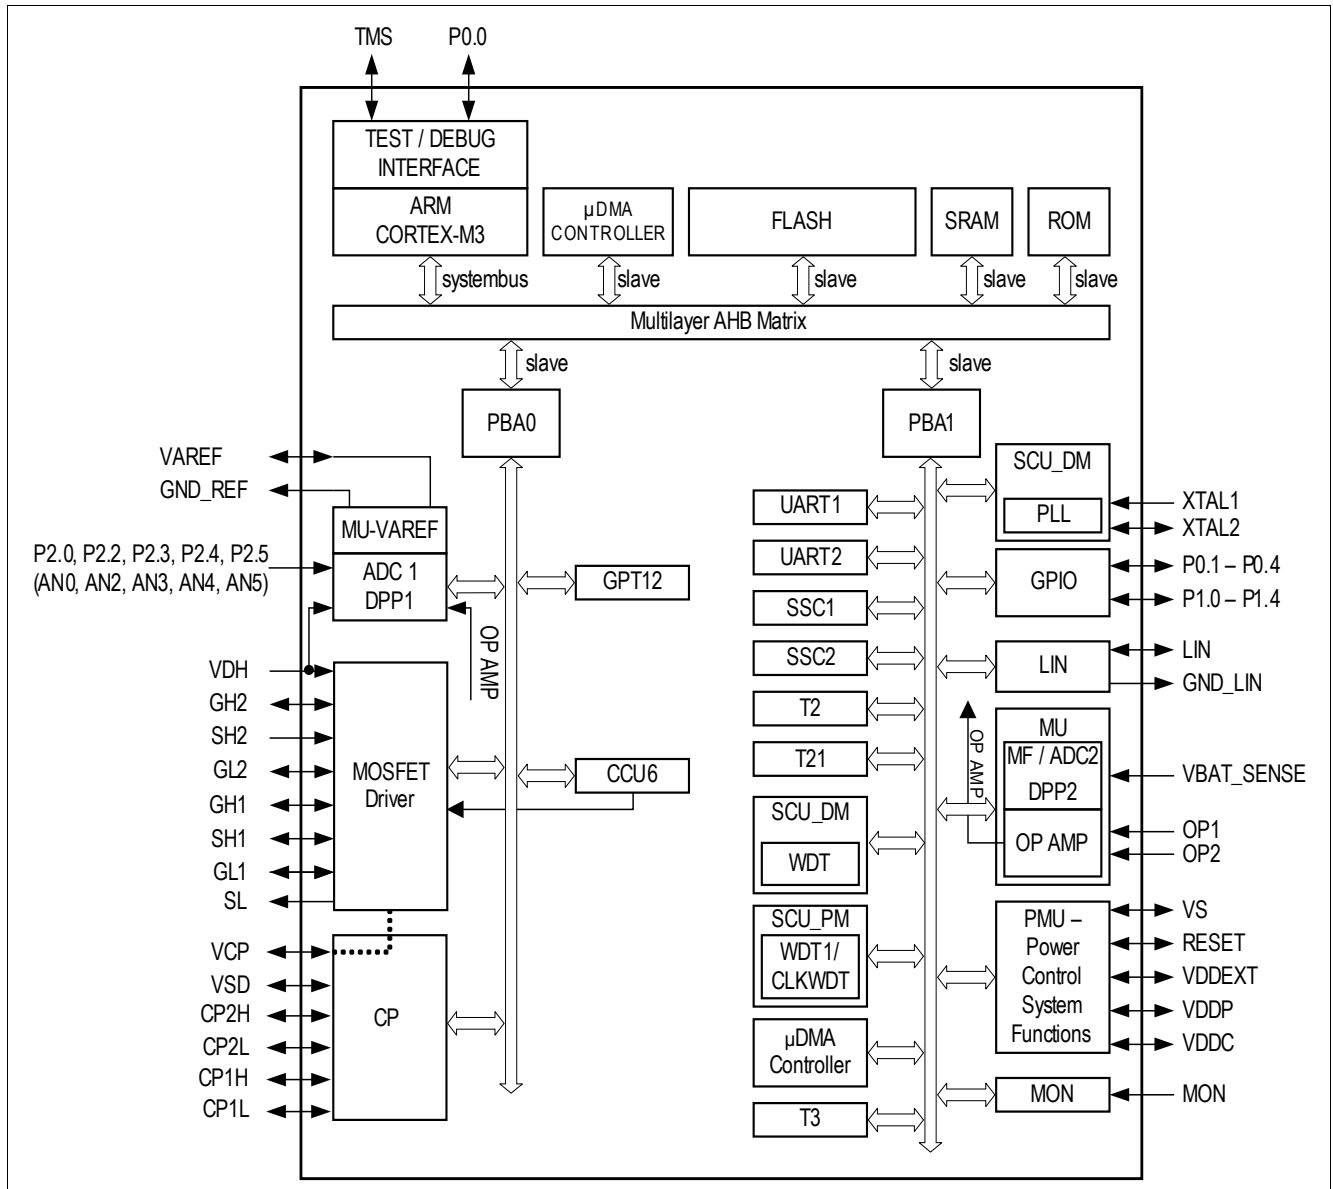 TMS
P0.0
TEST / DEBUG
INTERFACE
ARM
CORTEX-M3
µDMA
CONTROLLER
FLASH
SRAM
ROM
systembus
slave
slave
slave
slave
Multilayer AHB Matrix
slave
slave
PBA0
PBA1
VAREF
GND_REF
MU-VAREF
P2.0, P2.2, P2.3, P2.4, P2.5
(AN0, AN2, AN3, AN4, AN5)
ADC 1
DPP1
GPT12
OP AMP
VDH
GH2
SH2
GL2
GH1
SH1
GL1
SL
MOSFET
Driver
CCU6
VCP
VSD
CP2H
CP2L
CP1H
CP1L
CP
UART1
UART2
SSC1
SSC2
T2
T21
SCU_DM
WDT
SCU_PM
WDT1/
CLKWDT
µDMA
Controller
T3
SCU_DM
PLL
XTAL1
XTAL2
GPIO
P0.1 – P0.4
P1.0 – P1.4
LIN
LIN
GND_LIN
OP AMP
MU
MF / ADC2
DPP2
OP AMP
VBAT_SENSE
OP1
OP2
PMU –
Power
Control
System
Functions
VS
RESET
VDDEXT
VDDP
VDDC
MON
MON